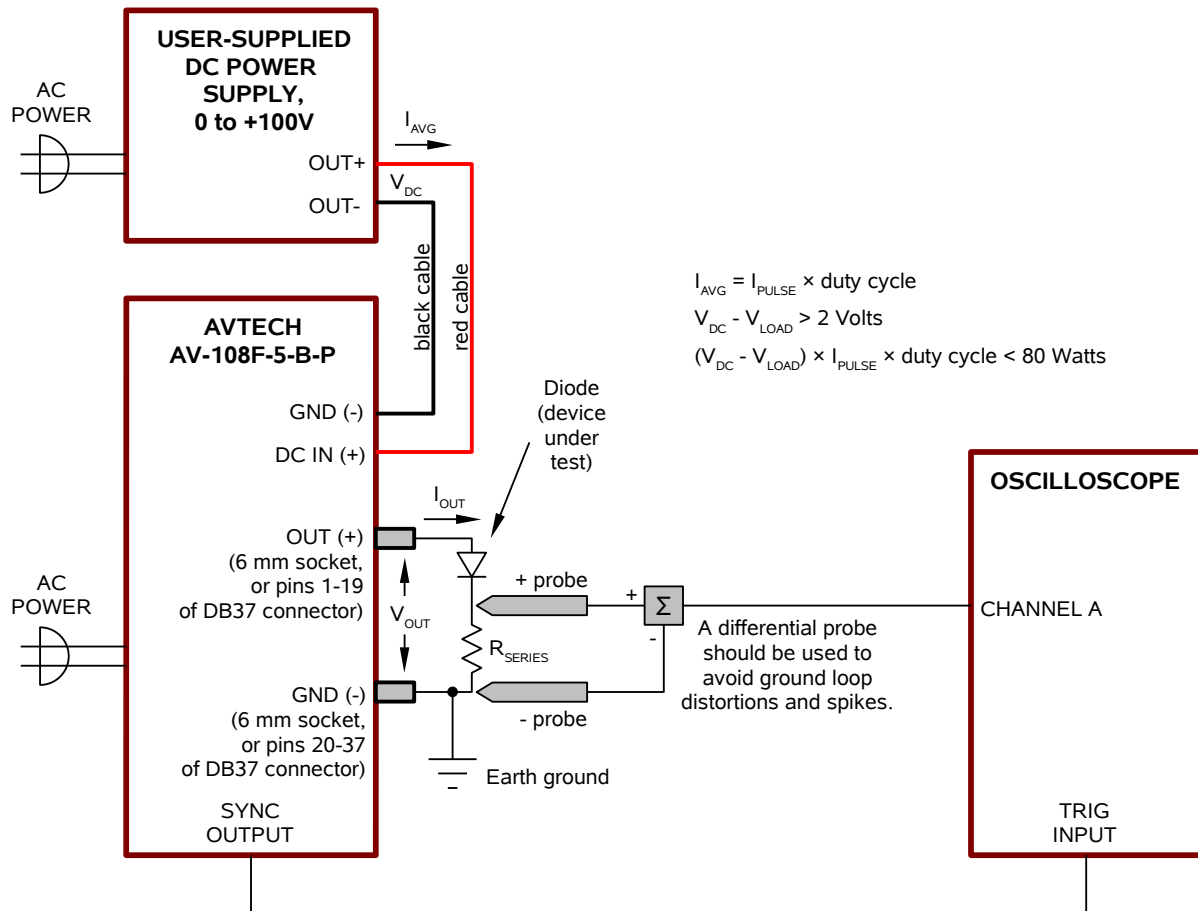 USER-SUPPLIED
DC POWER
SUPPLY,
0 to +100V
AC
POWER
I_AVG
OUT+
V_DC
OUT-
black cable
red cable
I_AVG = I_PULSE × duty cycle
V_DC - V_LOAD > 2 Volts
(V_DC - V_LOAD) × I_PULSE × duty cycle < 80 Watts
AVTECH
AV-108F-5-B-P
GND (-)
DC IN (+)
Diode
(device
under
test)
OSCILLOSCOPE
I_OUT
OUT (+)
(6 mm socket,
or pins 1-19
of DB37 connector)
AC
POWER
V_OUT
+ probe
+
Σ
-
CHANNEL A
R_SERIES
A differential probe
should be used to
avoid ground loop
distortions and spikes.
GND (-)
(6 mm socket,
or pins 20-37
of DB37 connector)
- probe
Earth ground
SYNC
OUTPUT
TRIG
INPUT